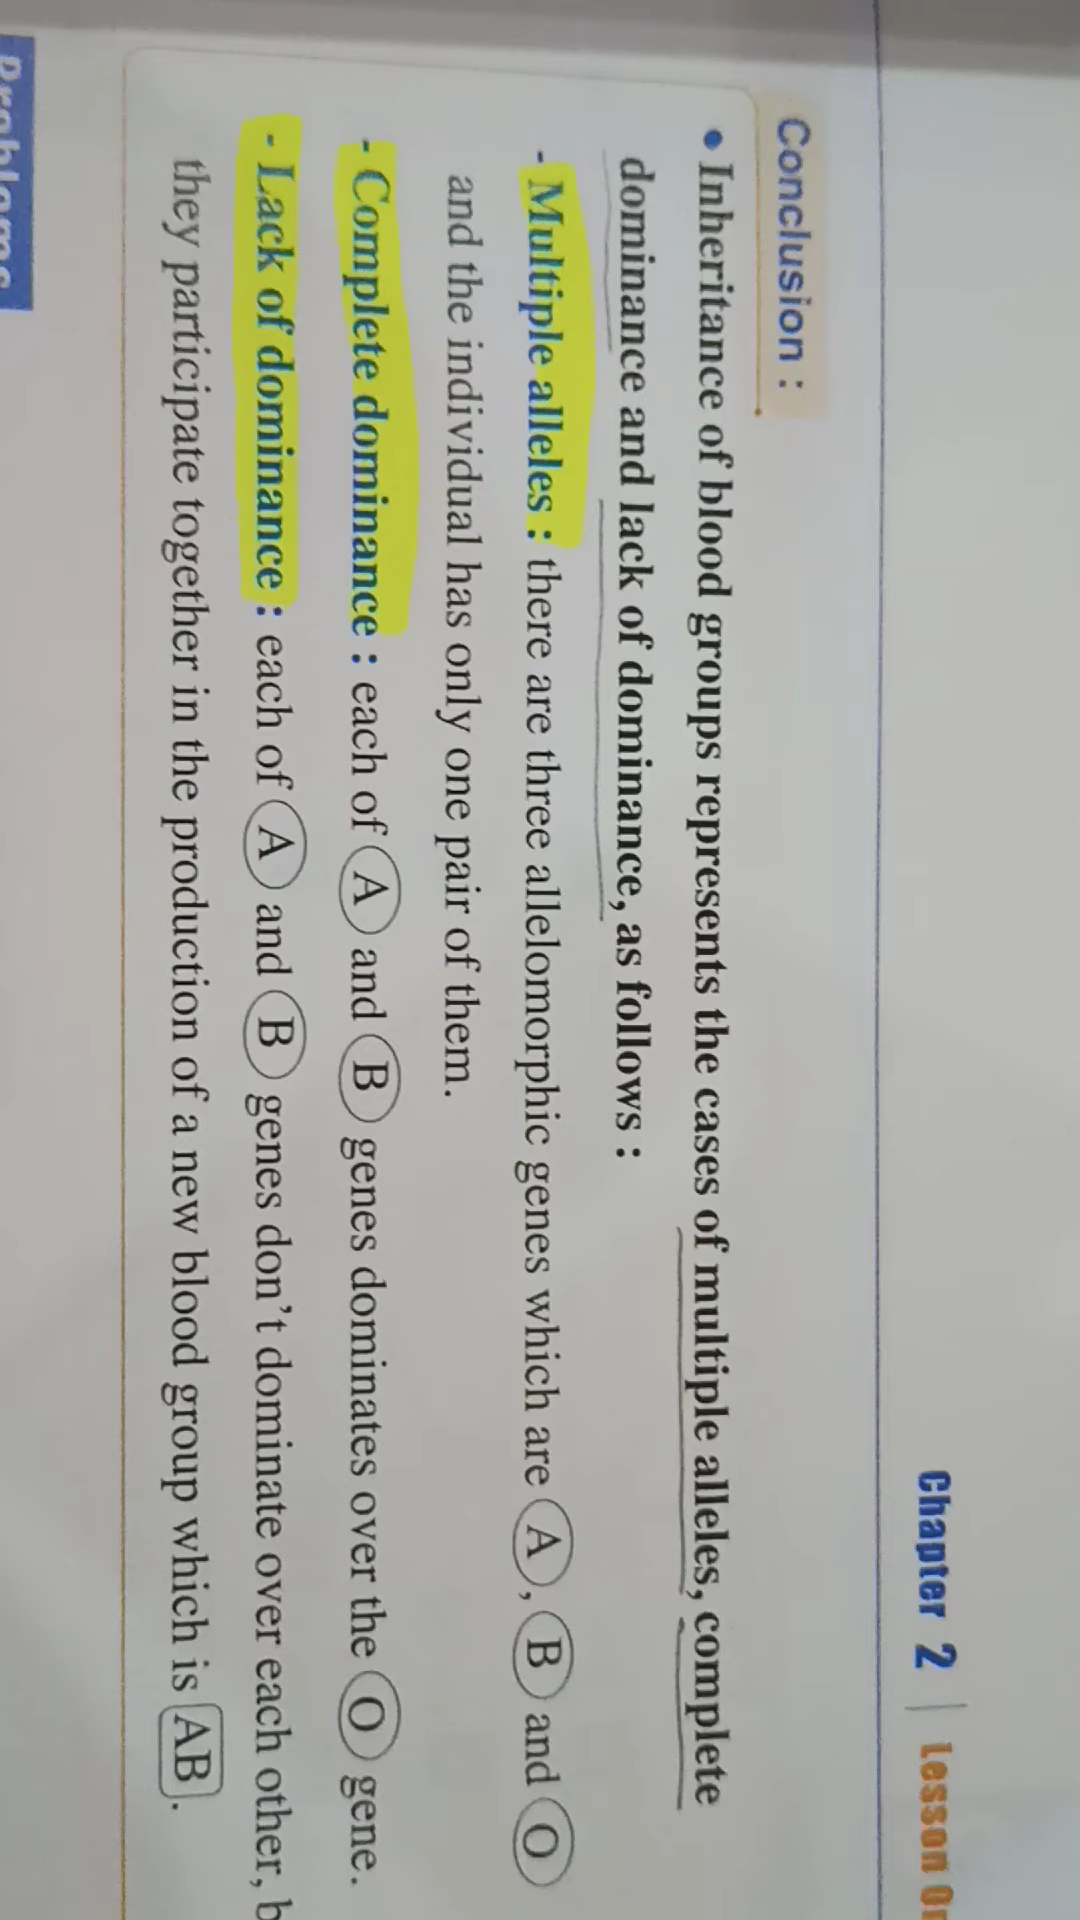 Chapter 2 | Lesson
Conclusion :
• Inheritance of blood groups represents the cases of multiple alleles, complete
dominance and lack of dominance, as follows :
- Multiple alleles : there are three allelomorphic genes which are A, B and O
and the individual has only one pair of them.
- Complete dominance : each of A and B genes dominates over the O gene.
- Lack of dominance : each of A and B genes don't dominate over each other,
they participate together in the production of a new blood group which is AB.
Problems